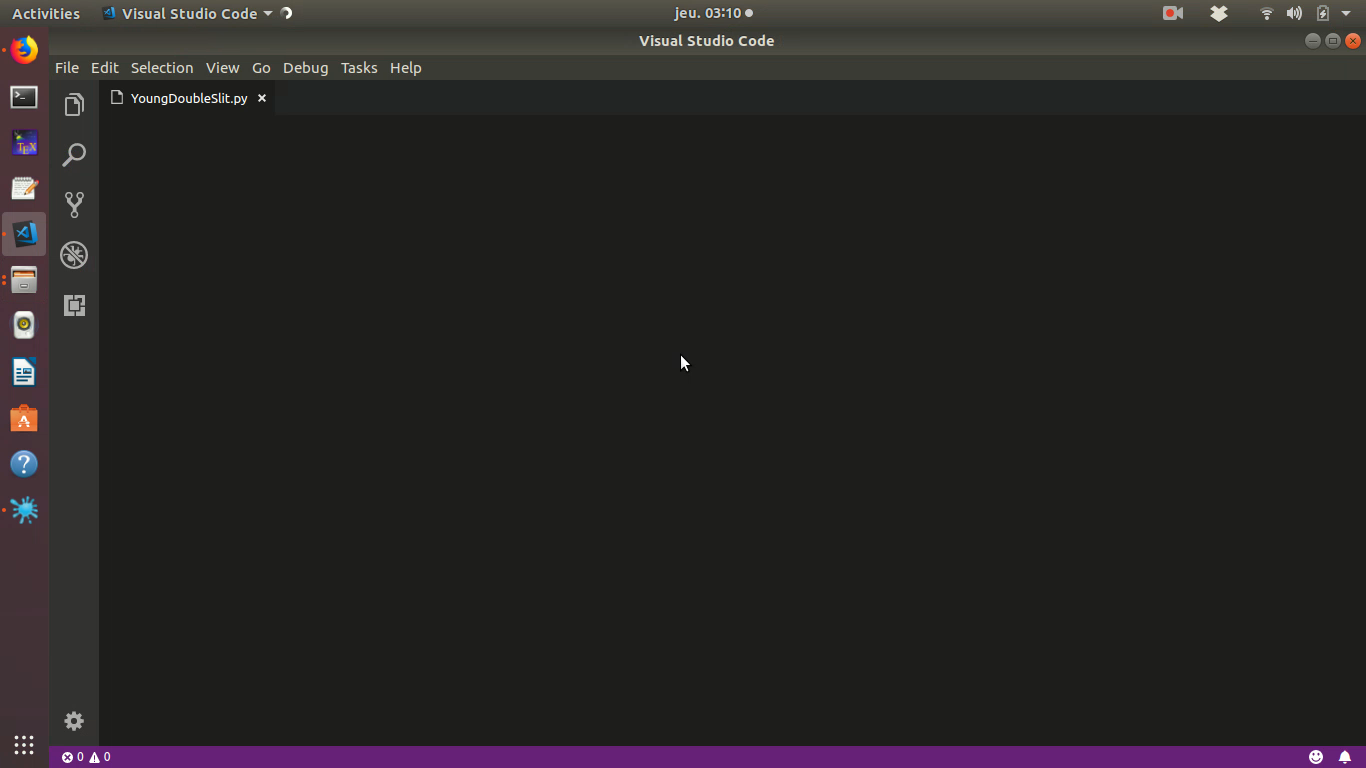 Activities Visual Studio Code jeu. 03:10
Visual Studio Code
File Edit Selection View Go Debug Tasks Help
YoungDoubleSlit.py
TEX
0 0